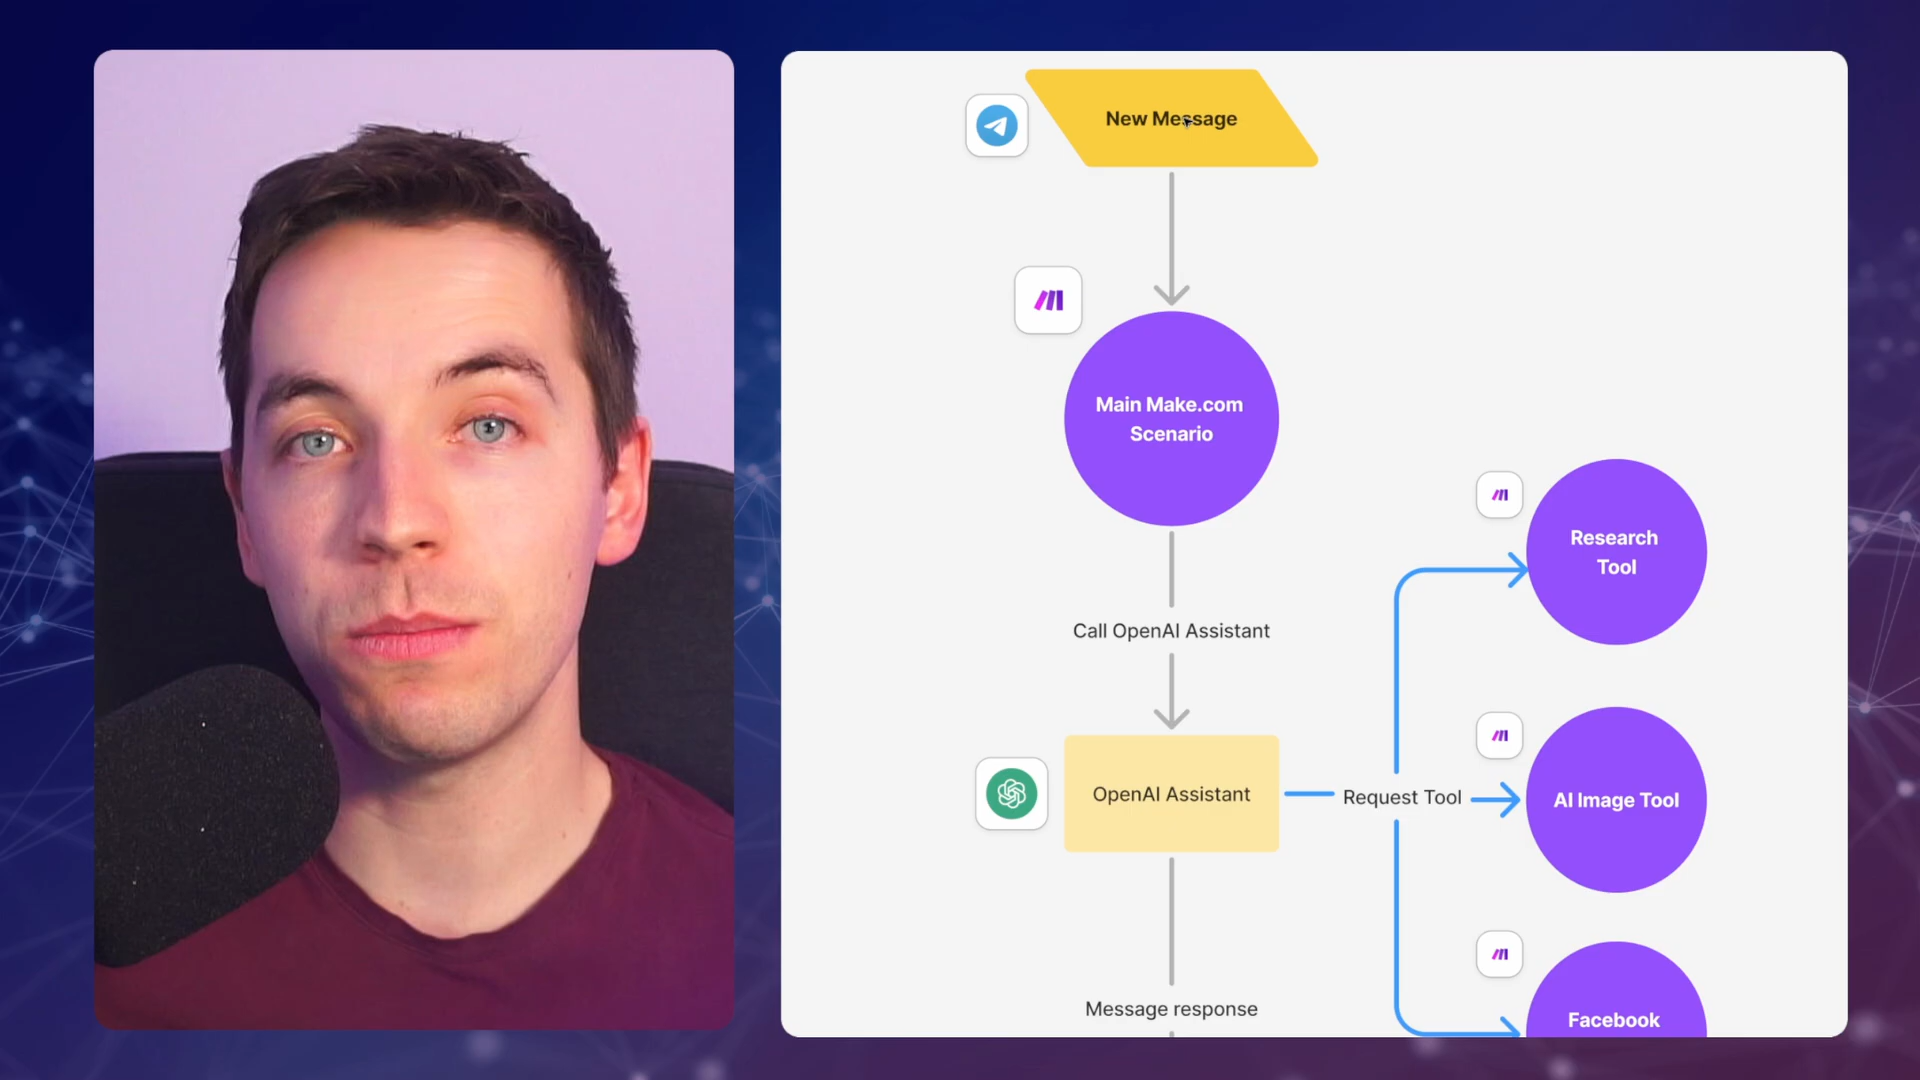 New Message
Main Make.com
Scenario
Call OpenAI Assistant
Research
Tool
OpenAI Assistant
Request Tool
AI Image Tool
Message response
Facebook